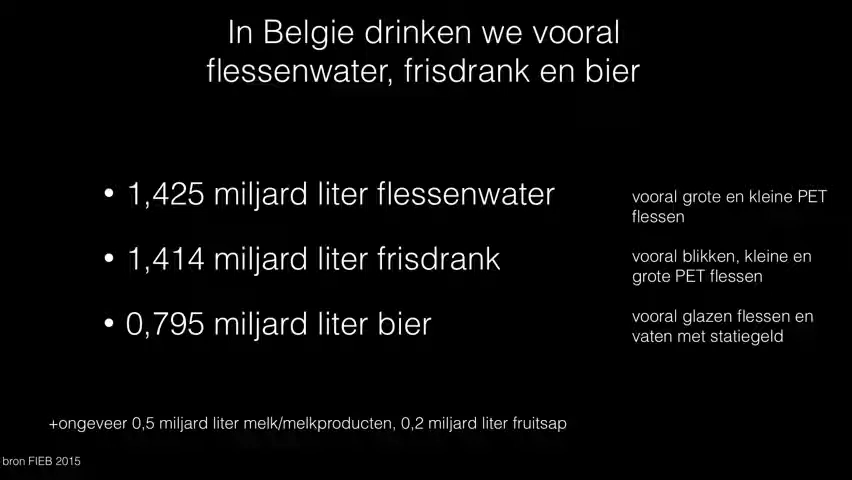 In Belgie drinken we vooral
flessenwater, frisdrank en bier
• 1,425 miljard liter flessenwater
vooral grote en kleine PET
flessen
• 1,414 miljard liter frisdrank
vooral blikken, kleine en
grote PET flessen
• 0,795 miljard liter bier
vooral glazen flessen en
vaten met statiegeld
+ongeveer 0,5 miljard liter melk/melkproducten, 0,2 miljard liter fruitsap
bron FIEB 2015